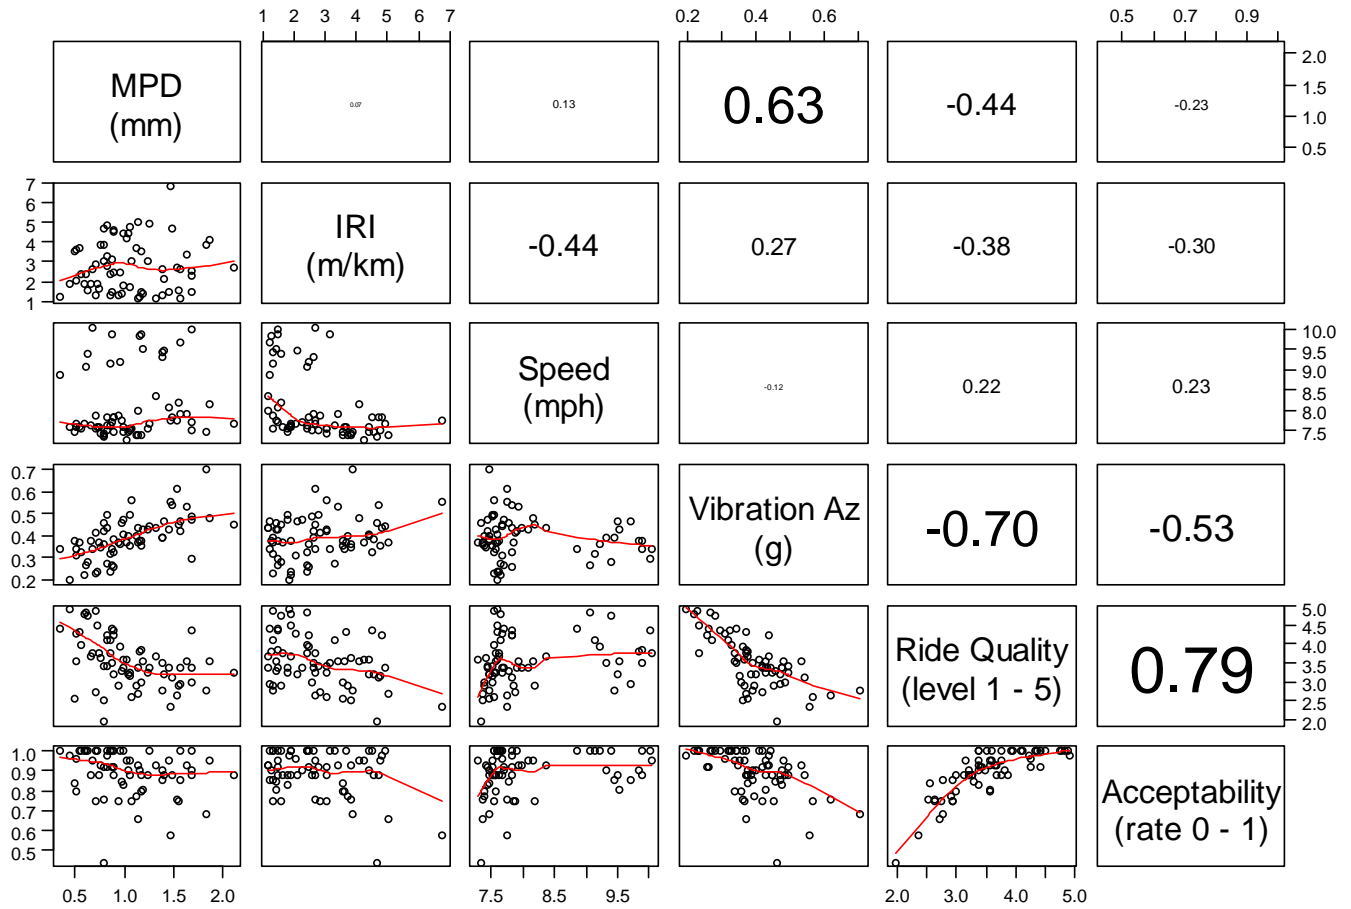 1 2 3 4 5 6 7
0.2 0.4 0.6
0.5 0.7 0.9
MPD
(mm)
0.07
0.13
0.63
-0.44
-0.23
2.0
1.5
1.0
0.5
7
6
5
4
3
2
1
IRI
(m/km)
-0.44
0.27
-0.38
-0.30
Speed
(mph)
-0.12
0.22
0.23
10.0
9.5
9.0
8.5
8.0
7.5
0.7
0.6
0.5
0.4
0.3
0.2
Vibration Az
(g)
-0.70
-0.53
Ride Quality
(level 1 - 5)
0.79
5.0
4.5
4.0
3.5
3.0
2.5
2.0
1.0
0.9
0.8
0.7
0.6
0.5
Acceptability
(rate 0 - 1)
0.5 1.0 1.5 2.0
7.5 8.5 9.5
2.0 3.0 4.0 5.0